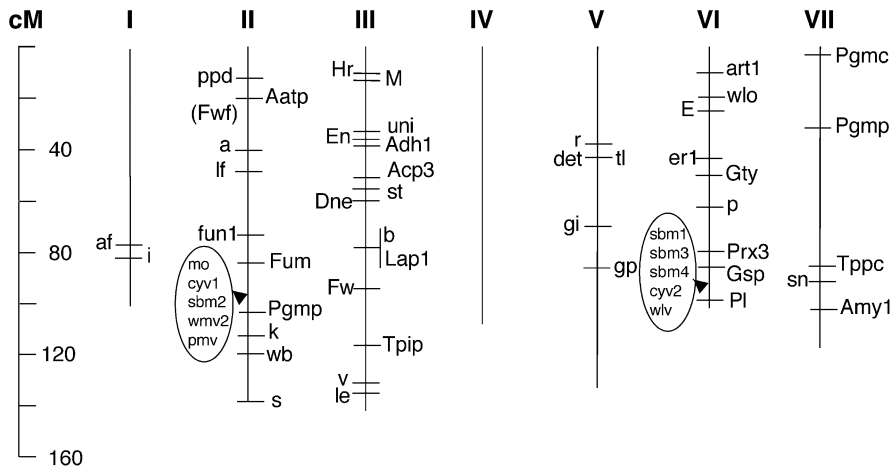 cM I II III IV V VI VII
40
80
120
160
af
i
ppd
Aatp
(Fwf)
a
lf
fun1
Fum
mo
cyv1
sbm2
wmv2
pmv
Pgmp
k
wb
s
Hr
M
uni
En
Adh1
Acp3
st
Dne
b
Lap1
Fw
Tpip
v
le
r
det
tl
gi
gp
art1
wlo
E
er1
Gty
p
sbm1
sbm3
sbm4
cyv2
wlv
Prx3
Gsp
Pl
Pgmc
Pgmp
Tppc
sn
Amy1